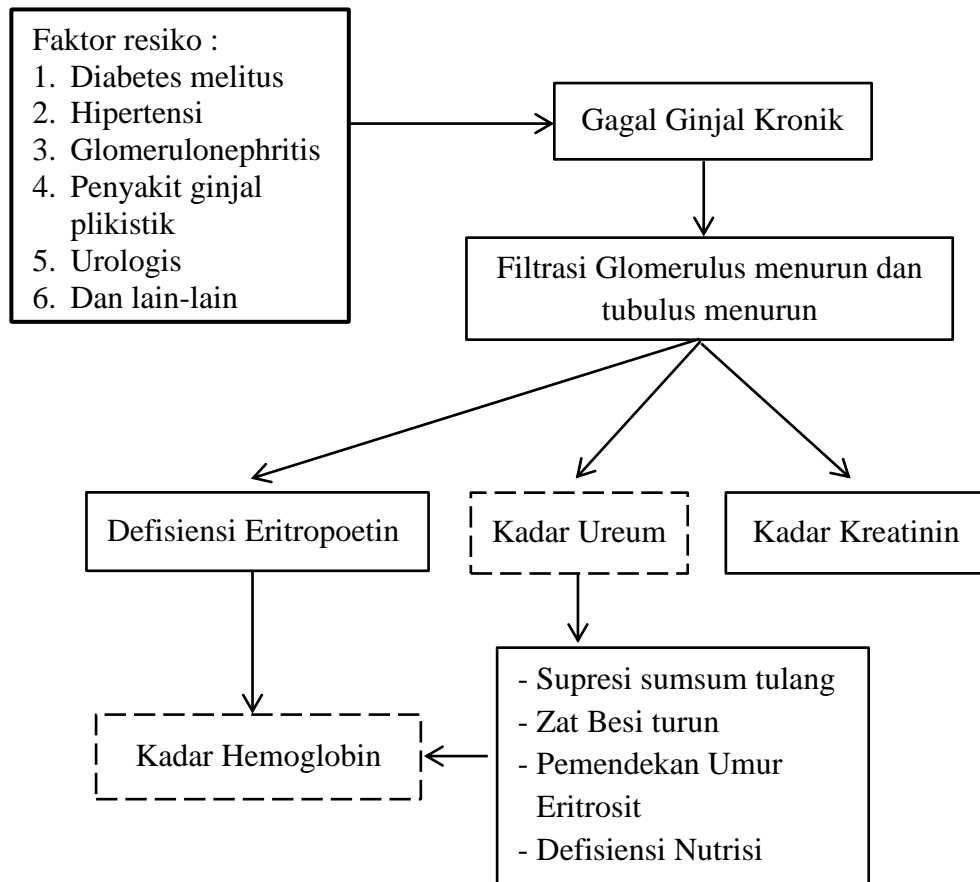 Faktor resiko :
1. Diabetes melitus
2. Hipertensi
3. Glomerulonephritis
4. Penyakit ginjal
plikistik
5. Urologis
6. Dan lain-lain
Gagal Ginjal Kronik
Filtrasi Glomerulus menurun dan
tubulus menurun
Defisiensi Eritropoetin
Kadar Ureum
Kadar Kreatinin
Kadar Hemoglobin
- Supresi sumsum tulang
- Zat Besi turun
- Pemendekan Umur
Eritrosit
- Defisiensi Nutrisi